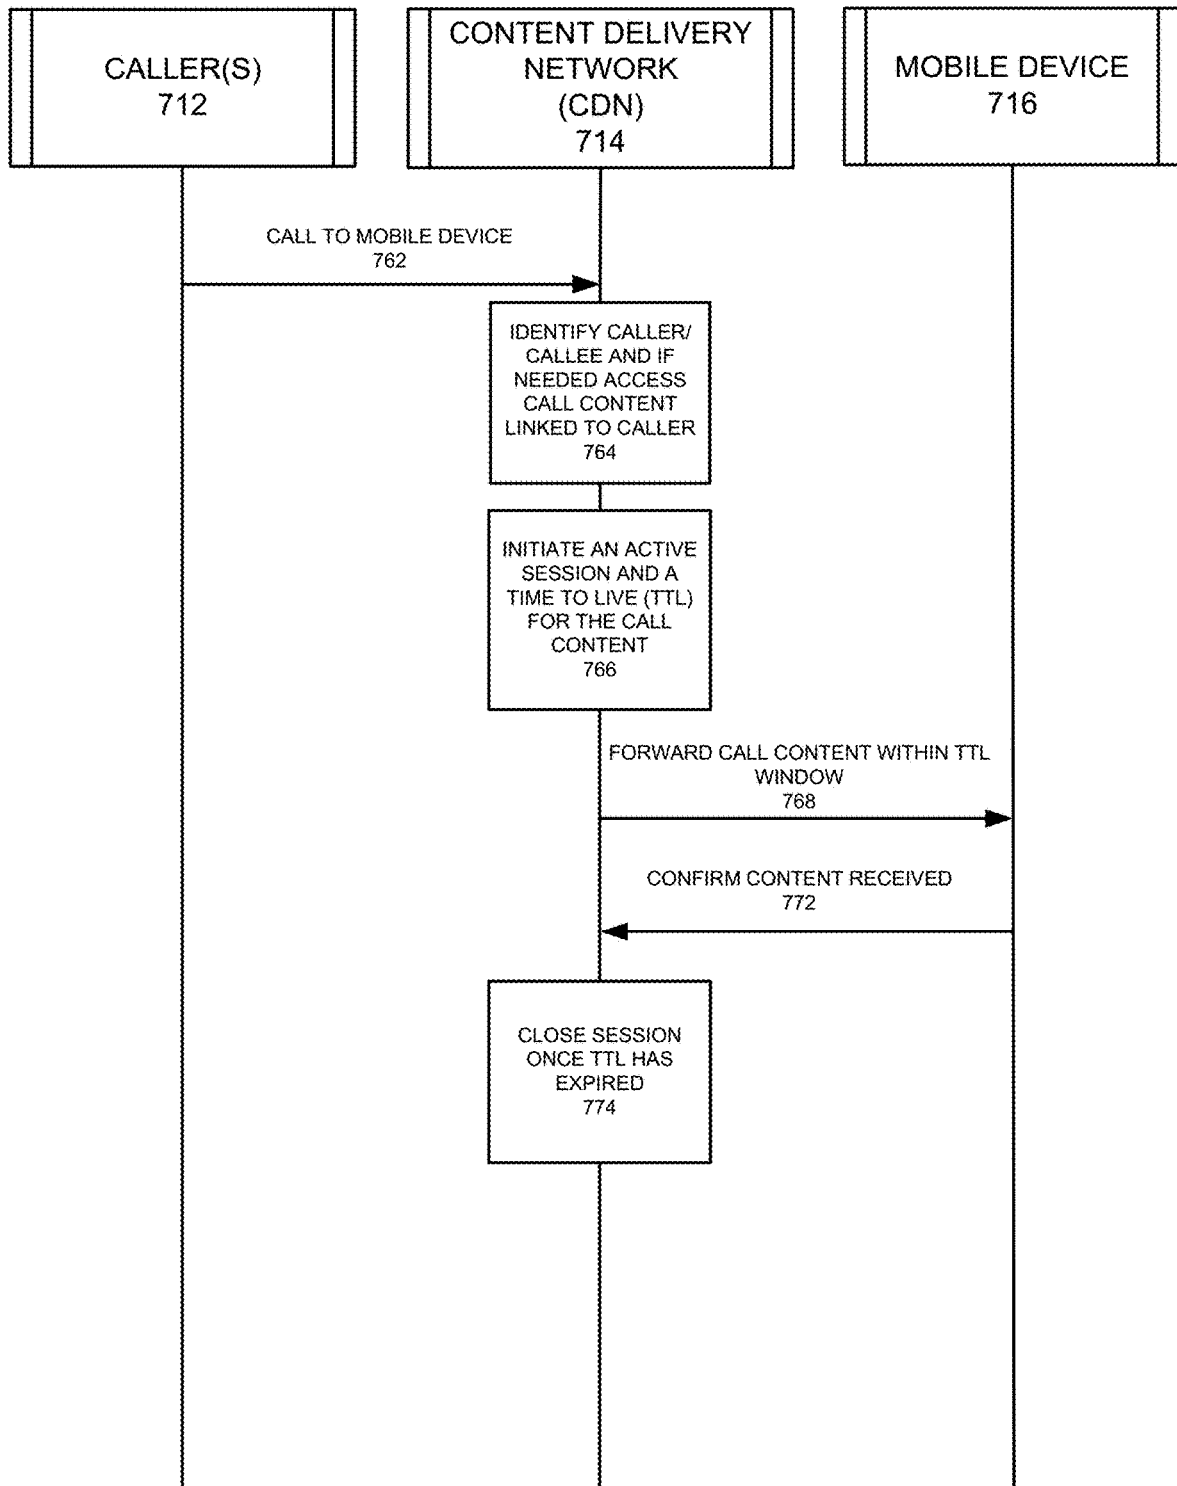 CALLER(S)
712
CONTENT DELIVERY
NETWORK
(CDN)
714
MOBILE DEVICE
716
CALL TO MOBILE DEVICE
762
IDENTIFY CALLER/
CALLEE AND IF
NEEDED ACCESS
CALL CONTENT
LINKED TO CALLER
764
INITIATE AN ACTIVE
SESSION AND A
TIME TO LIVE (TTL)
FOR THE CALL
CONTENT
766
FORWARD CALL CONTENT WITHIN TTL
WINDOW
768
CONFIRM CONTENT RECEIVED
772
CLOSE SESSION
ONCE TTL HAS
EXPIRED
774